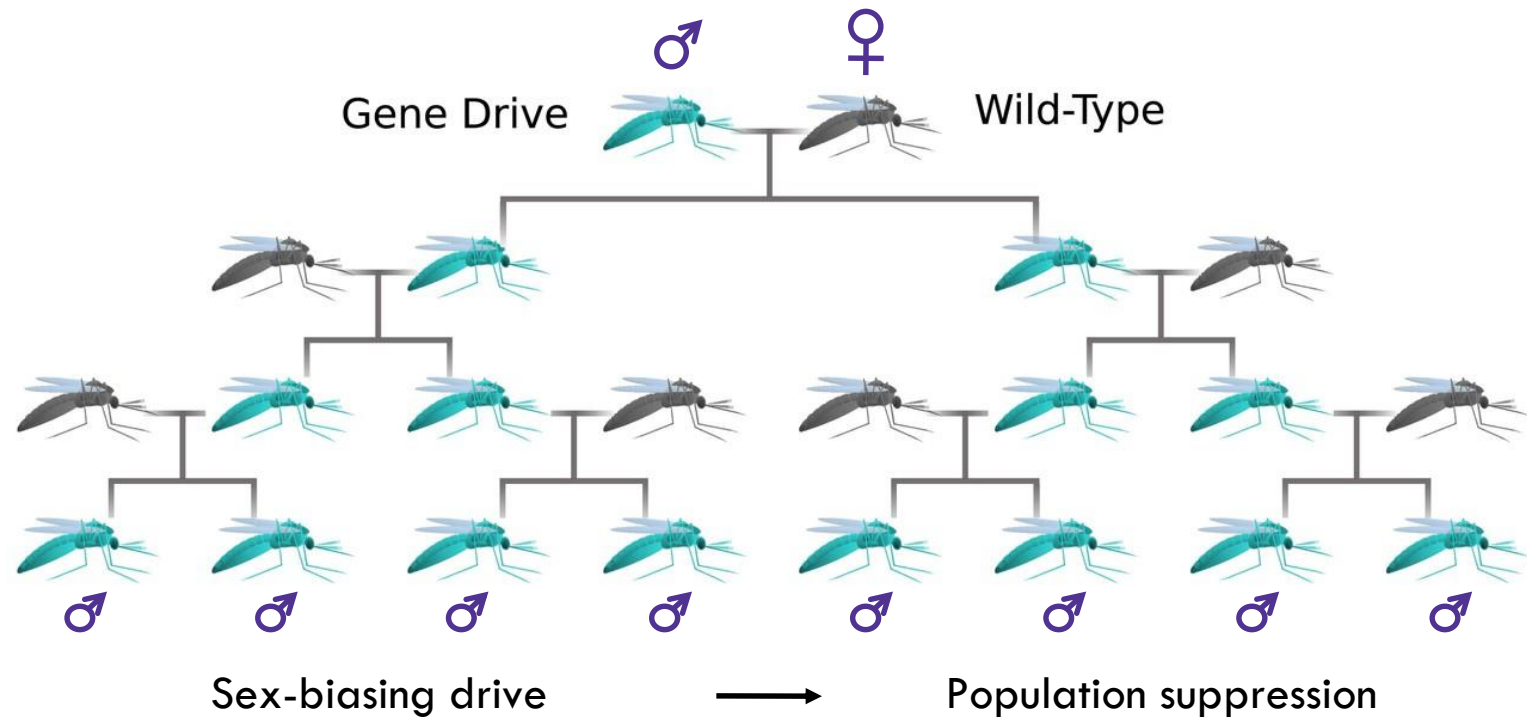 ♂ ♀
Gene Drive Wild-Type
♂ ♂ ♂ ♂ ♂ ♂ ♂ ♂
Sex-biasing drive ⟶ Population suppression